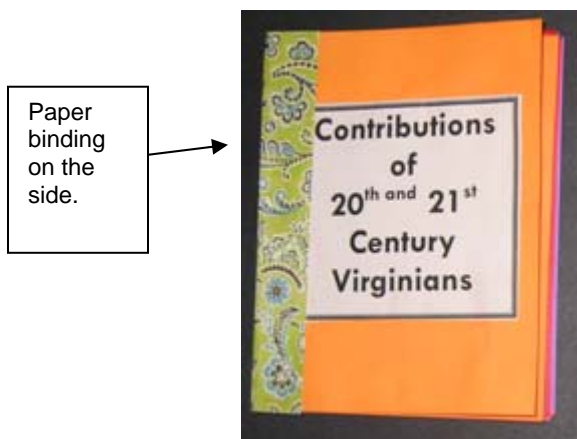 Paper
binding
on the
side.
Contributions
of
20th and 21st
Century
Virginians